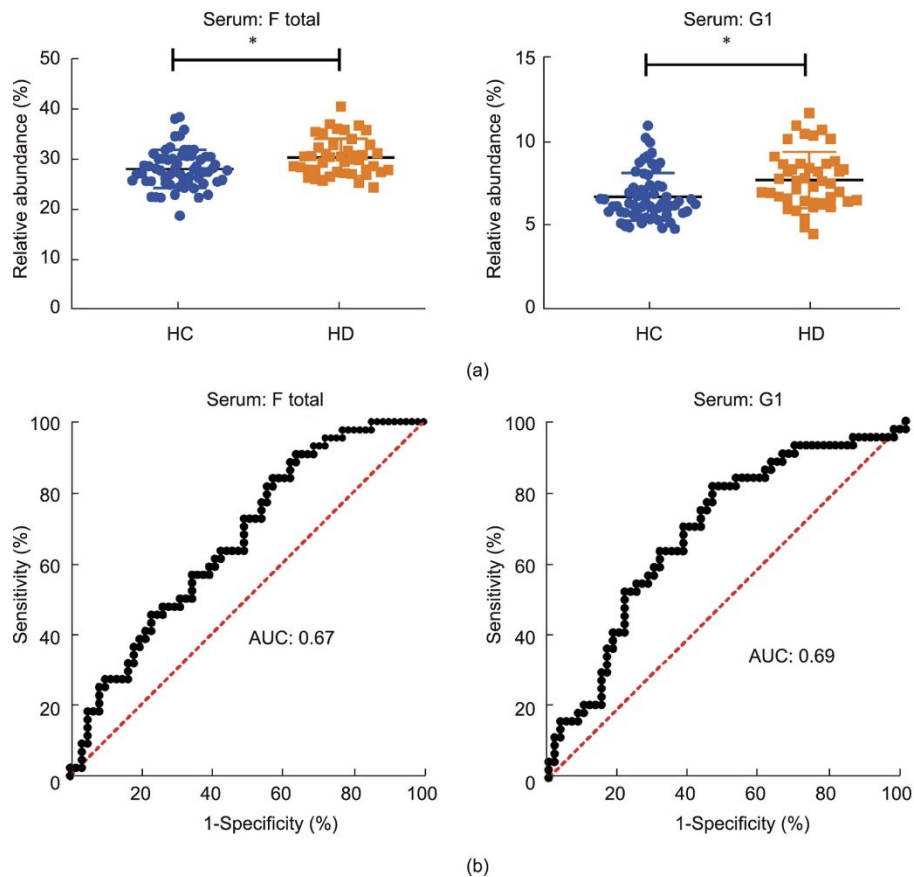 Serum: F total
*
50
40
30
20
10
0
Relative abundance (%)
HC
HD
Serum: G1
*
15
10
5
0
Relative abundance (%)
HC
HD
(a)
Serum: F total
100
80
60
40
20
0
Sensitivity (%)
AUC: 0.67
20
40
60
80
100
1-Specificity (%)
Serum: G1
100
80
60
40
20
0
Sensitivity (%)
AUC: 0.69
20
40
60
80
100
1-Specificity (%)
(b)